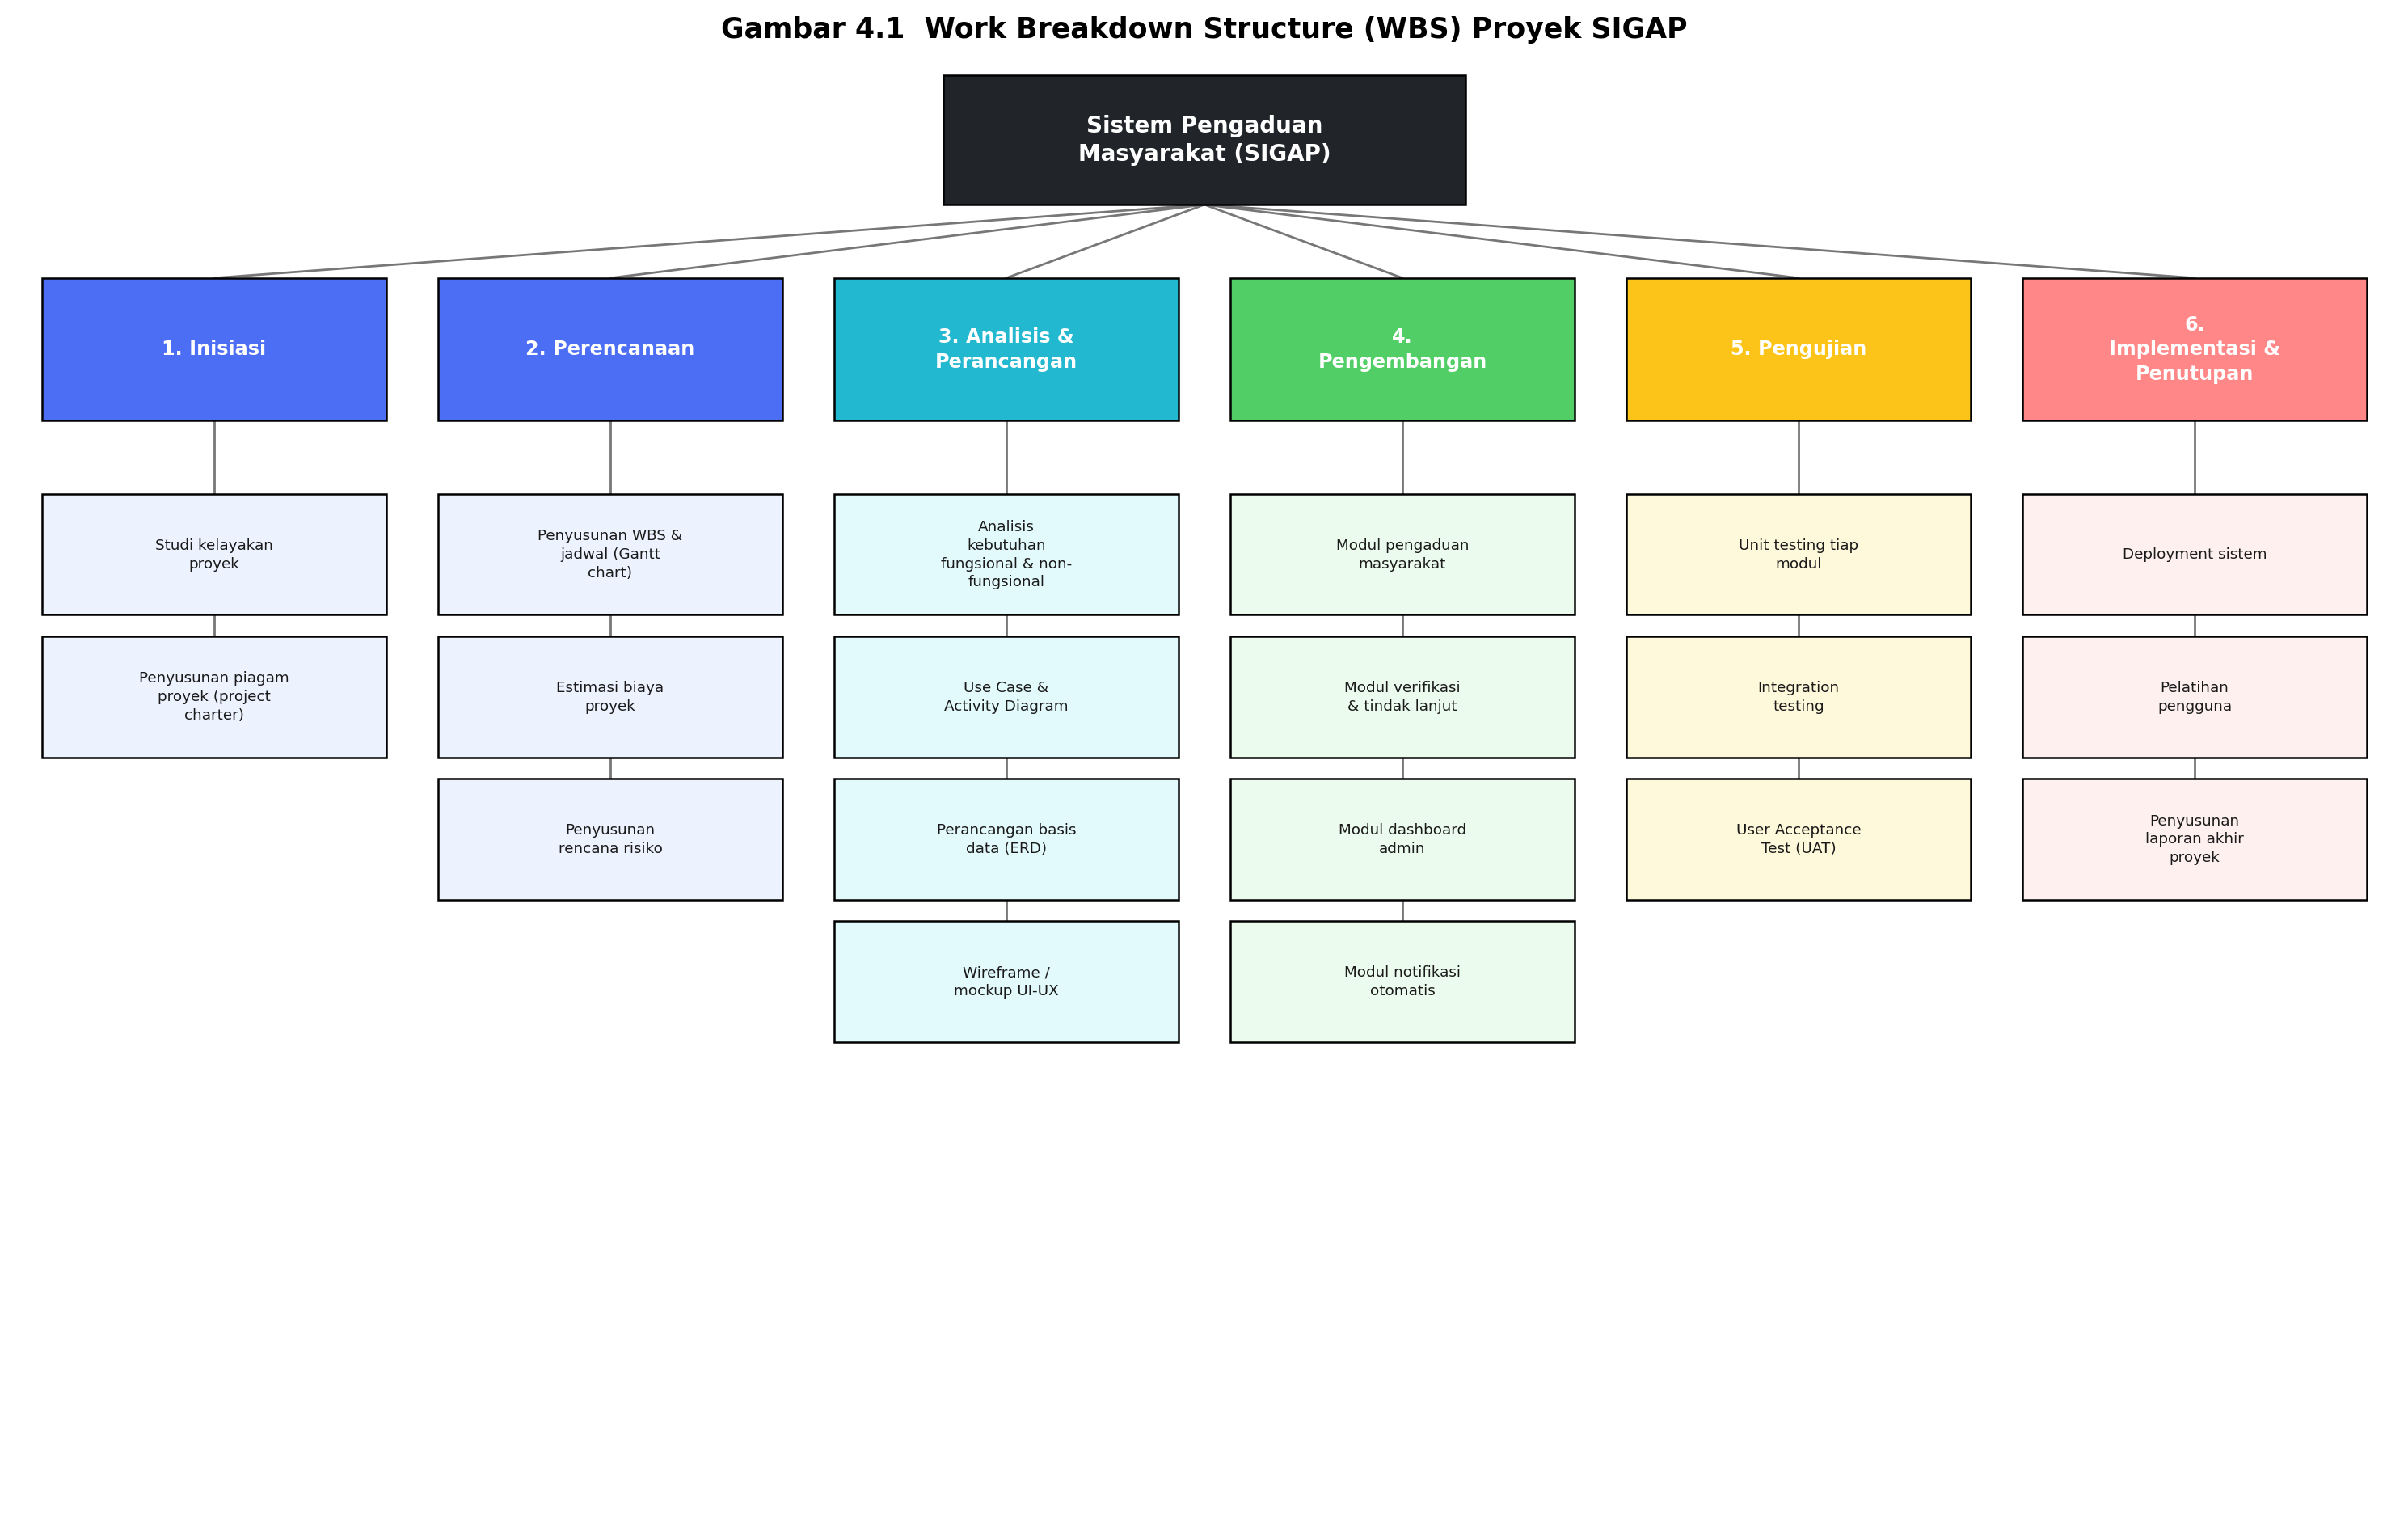 Gambar 4.1  Work Breakdown Structure (WBS) Proyek SIGAP
Sistem Pengaduan
Masyarakat (SIGAP)
1. Inisiasi
Studi kelayakan
proyek
Penyusunan piagam
proyek (project
charter)
2. Perencanaan
Penyusunan WBS &
jadwal (Gantt
chart)
Estimasi biaya
proyek
Penyusunan
rencana risiko
3. Analisis &
Perancangan
Analisis
kebutuhan
fungsional & non-
fungsional
Use Case &
Activity Diagram
Perancangan basis
data (ERD)
Wireframe /
mockup UI-UX
4.
Pengembangan
Modul pengaduan
masyarakat
Modul verifikasi
& tindak lanjut
Modul dashboard
admin
Modul notifikasi
otomatis
5. Pengujian
Unit testing tiap
modul
Integration
testing
User Acceptance
Test (UAT)
6.
Implementasi &
Penutupan
Deployment sistem
Pelatihan
pengguna
Penyusunan
laporan akhir
proyek